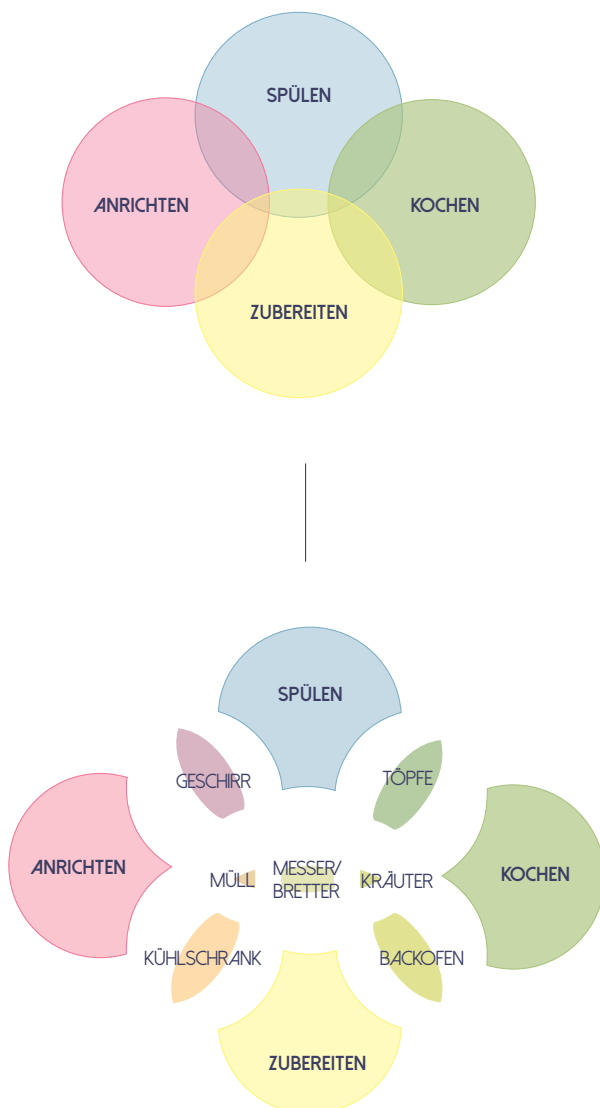 SPÜLEN
ANRICHTEN
KOCHEN
ZUBEREITEN
SPÜLEN
GESCHIRR
TÖPFE
ANRICHTEN
MÜLL
MESSER/
BRETTER
KRÄUTER
KOCHEN
KÜHLSCHRANK
BACKOFEN
ZUBEREITEN